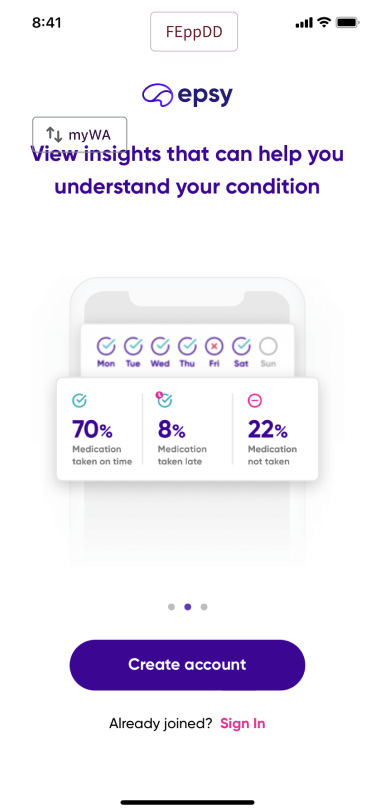 8:41
FEppDD
epsy
myWA
View insights that can help you
understand your condition
Mon Tue Wed Thu Fri Sat Sun
70% 8% 22%
Medication Medication Medication
taken on time taken late not taken
Create account
Already joined? Sign In